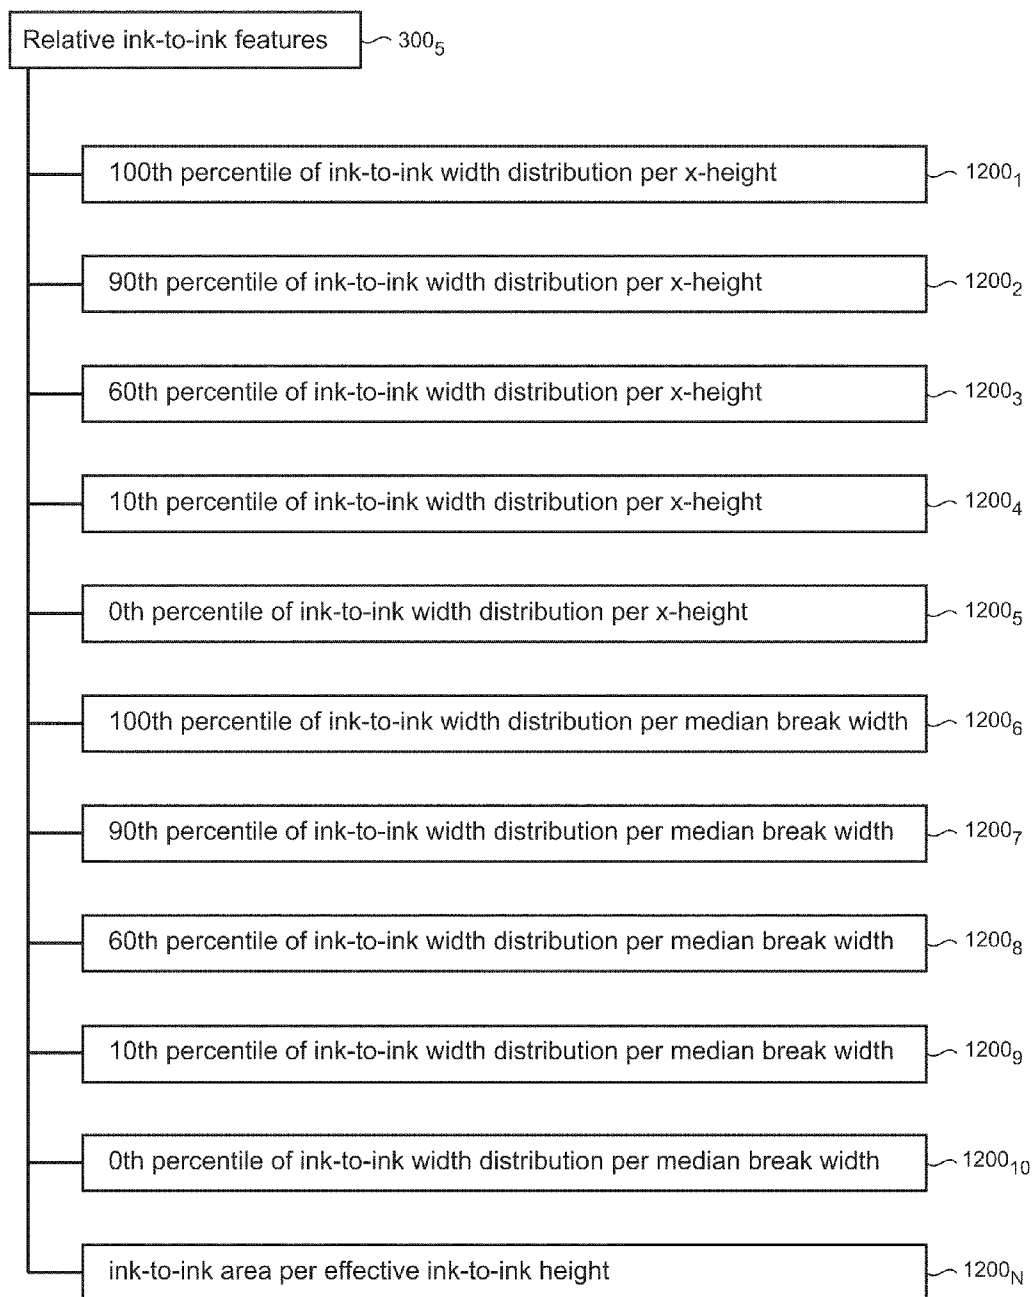 Relative ink-to-ink features 300₅
100th percentile of ink-to-ink width distribution per x-height 1200₁
90th percentile of ink-to-ink width distribution per x-height 1200₂
60th percentile of ink-to-ink width distribution per x-height 1200₃
10th percentile of ink-to-ink width distribution per x-height 1200₄
0th percentile of ink-to-ink width distribution per x-height 1200₅
100th percentile of ink-to-ink width distribution per median break width 1200₆
90th percentile of ink-to-ink width distribution per median break width 1200₇
60th percentile of ink-to-ink width distribution per median break width 1200₈
10th percentile of ink-to-ink width distribution per median break width 1200₉
0th percentile of ink-to-ink width distribution per median break width 1200₁₀
ink-to-ink area per effective ink-to-ink height 1200_N